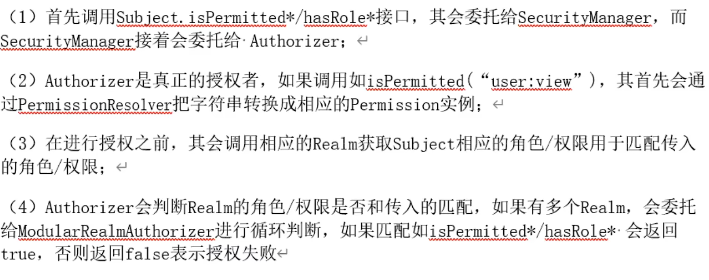 （1）首先调用Subject.isPermitted*/hasRole*接口，其会委托给SecurityManager，而
SecurityManager接着会委托给 Authorizer；
（2）Authorizer是真正的授权者，如果调用如isPermitted(“user:view”)，其首先会通
过PermissionResolver把字符串转换成相应的Permission实例；
（3）在进行授权之前，其会调用相应的Realm获取Subject相应的角色/权限用于匹配传入
的角色/权限；
（4）Authorizer会判断Realm的角色/权限是否和传入的匹配，如果有多个Realm，会委托
给ModularRealmAuthorizer进行循环判断，如果匹配如isPermitted*/hasRole* 会返回
true，否则返回false表示授权失败